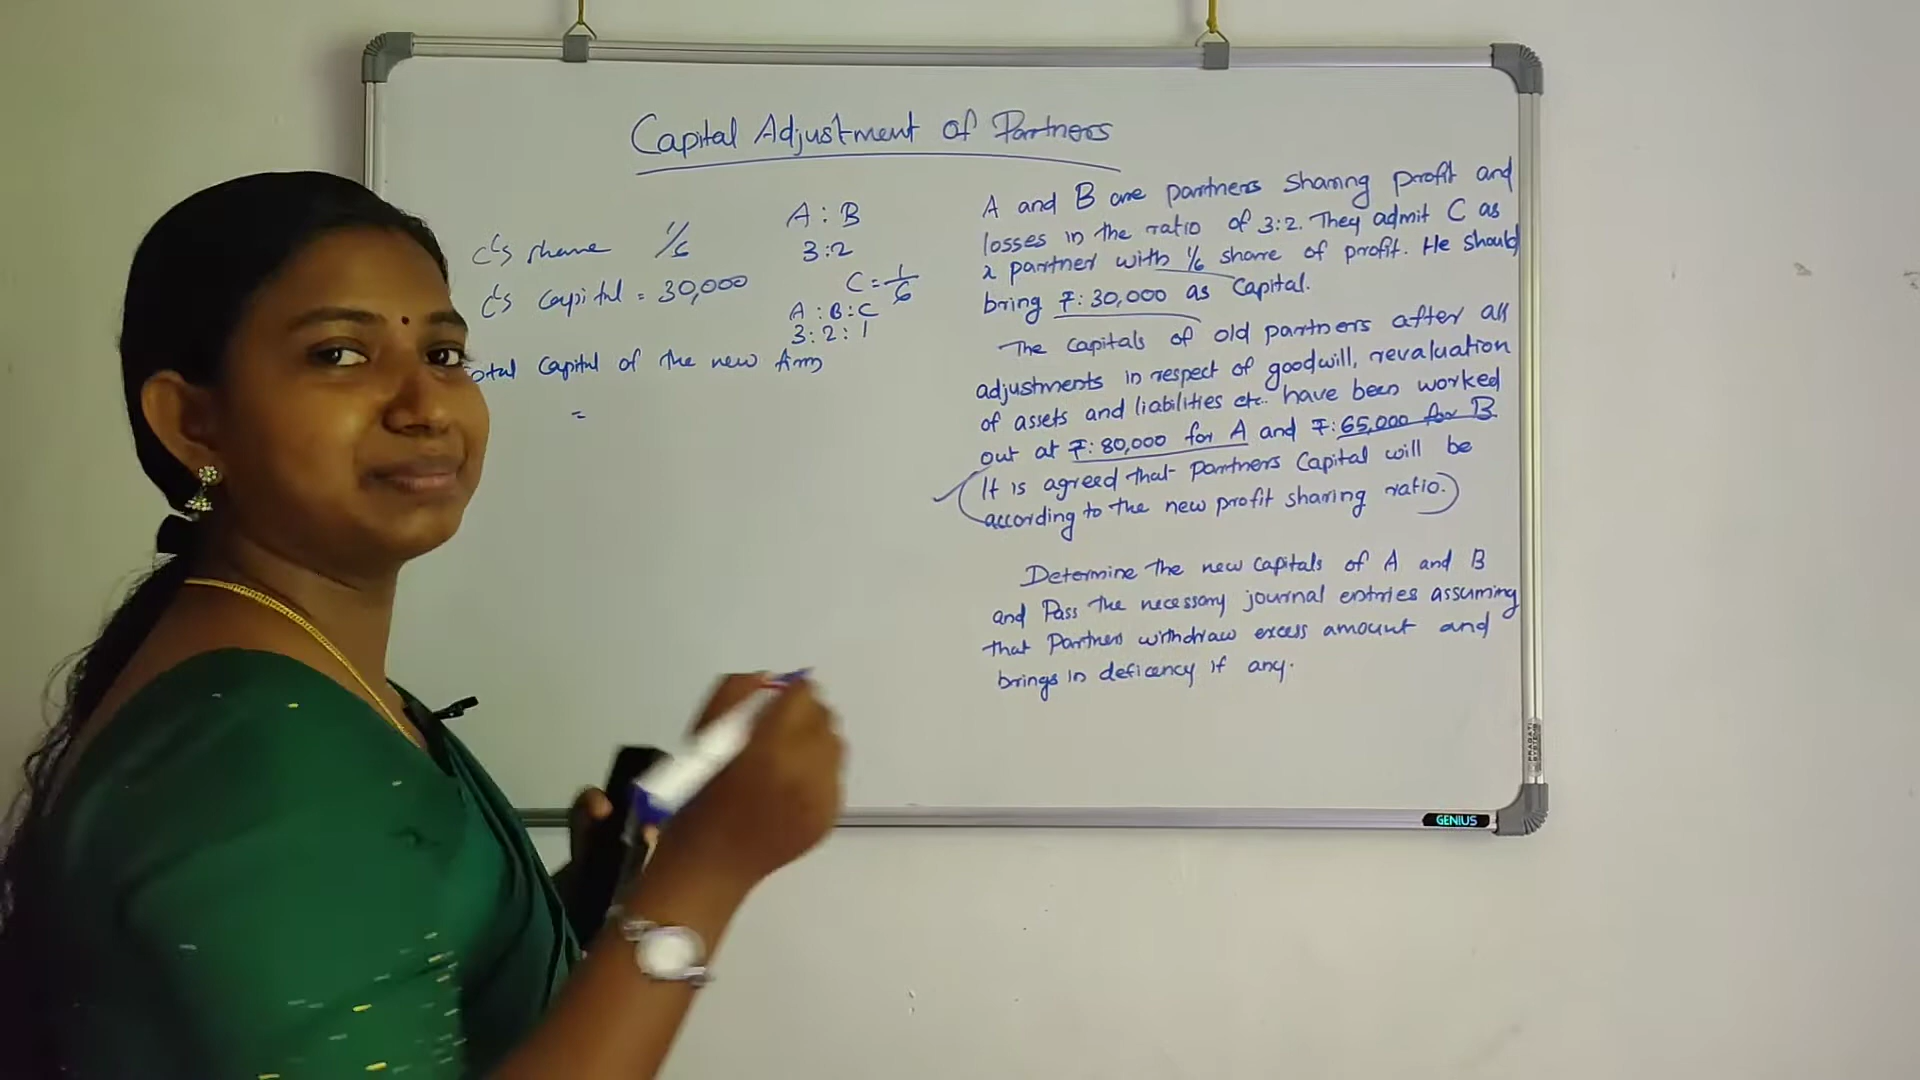 Capital Adjustment of Partners
C's share 1/6
C's Capital = 30,000
otal Capital of the new firm
=
A : B
3:2
C = 1/6
A : B : C
3 : 2 : 1
A and B are partners sharing profit and
losses in the ratio of 3:2. They admit C as
a partner with 1/6 share of profit. He should
bring ₹: 30,000 as Capital.
The capitals of old partners after all
adjustments in respect of goodwill, revaluation
of assets and liabilities etc.. have been worked
out at ₹: 80,000 for A and ₹: 65,000 for B
It is agreed that partners Capital will be
according to the new profit sharing ratio.
Determine the new capitals of A and B
and Pass the necessary journal entries assuming
that Partners withdraw excess amount and
brings in deficency if any.
PRAGATI SYSTEMS
GENIUS